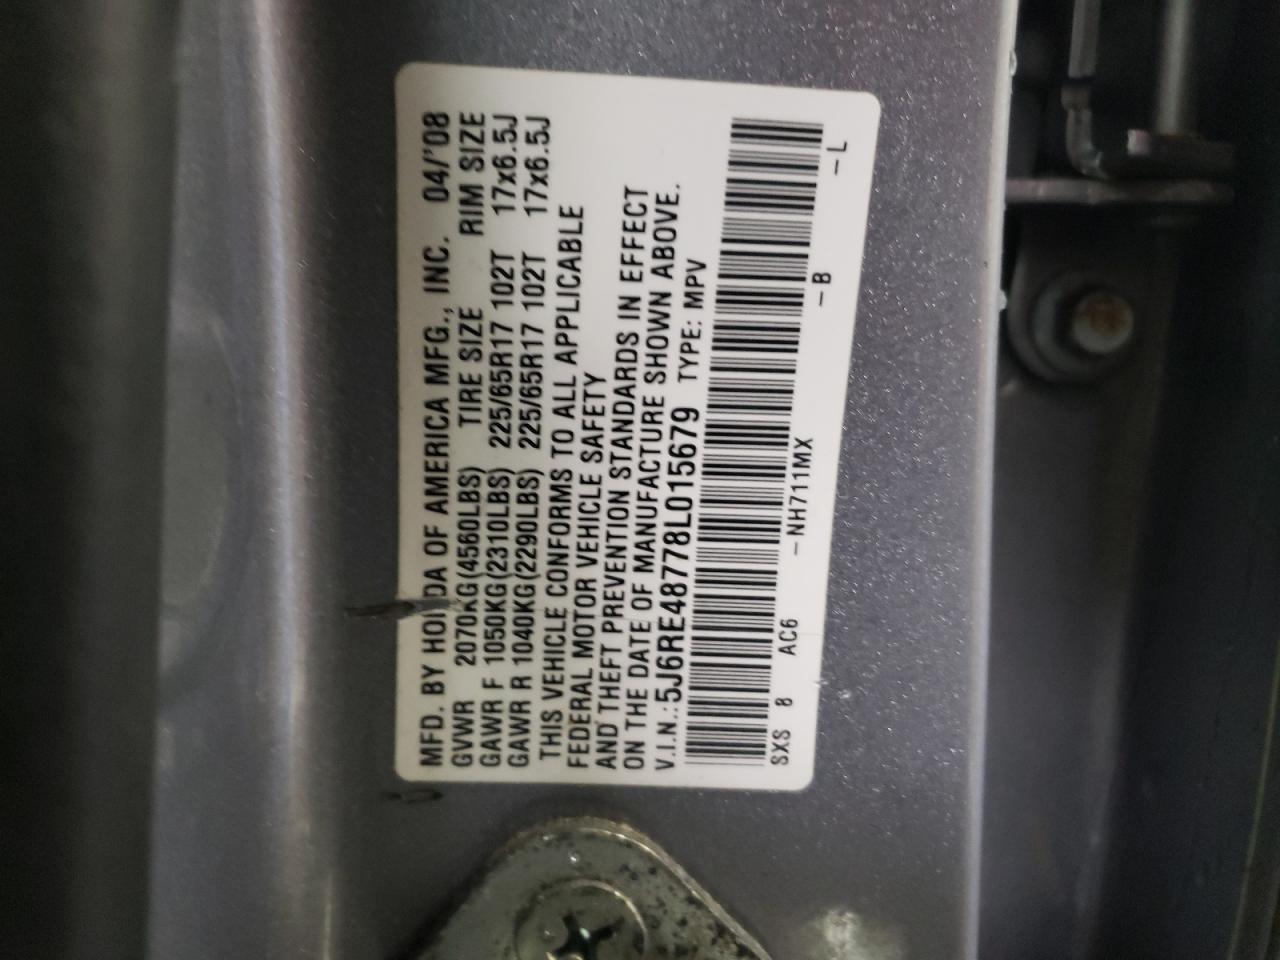 MFD. BY HONDA OF AMERICA MFG., INC. 04/'08
GVWR 2070KG(4560LBS) TIRE SIZE RIM SIZE
GAWR F 1050KG(2310LBS) 225/65R17 102T 17x6.5J
GAWR R 1040KG(2290LBS) 225/65R17 102T 17x6.5J
THIS VEHICLE CONFORMS TO ALL APPLICABLE
FEDERAL MOTOR VEHICLE SAFETY
AND THEFT PREVENTION STANDARDS IN EFFECT
ON THE DATE OF MANUFACTURE SHOWN ABOVE.
V.I.N.:5J6RE48778L015679 TYPE: MPV
SXS 8 AC6 -NH711MX -B -L